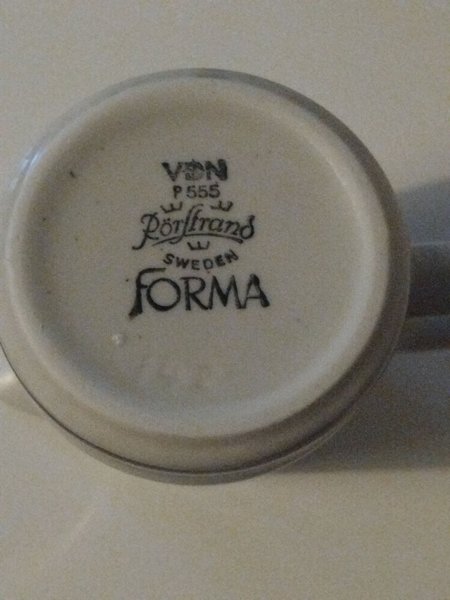 VDN
P 555
Rörstrand
SWEDEN
FORMA